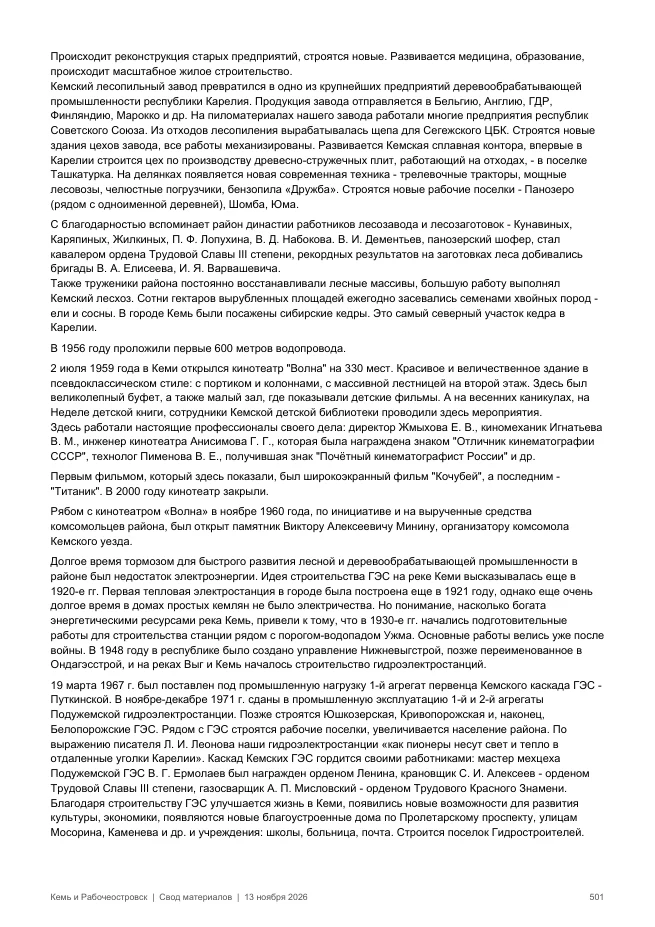 Происходит реконструкция старых предприятий, строятся новые. Развивается медицина, образование,
происходит масштабное жилое строительство.
Кемский лесопильный завод превратился в одно из крупнейших предприятий деревообрабатывающей
промышленности республики Карелия. Продукция завода отправляется в Бельгию, Англию, ГДР,
Финляндию, Марокко и др. На пиломатериалах нашего завода работали многие предприятия республик
Советского Союза. Из отходов лесопиления вырабатывалась щепа для Сегежского ЦБК. Строятся новые
здания цехов завода, все работы механизированы. Развивается Кемская сплавная контора, впервые в
Карелии строится цех по производству древесно-стружечных плит, работающий на отходах, - в поселке
Ташкатурка. На делянках появляется новая современная техника - трелевочные тракторы, мощные
лесовозы, челюстные погрузчики, бензопила «Дружба». Строятся новые рабочие поселки - Панозеро
(рядом с одноименной деревней), Шомба, Юма.
С благодарностью вспоминает район династии работников лесозавода и лесозаготовок - Кунавиных,
Каряпиных, Жилкиных, П. Ф. Лопухина, В. Д. Набокова. В. И. Дементьев, панозерский шофер, стал
кавалером ордена Трудовой Славы III степени, рекордных результатов на заготовках леса добивались
бригады В. А. Елисеева, И. Я. Варвашевича.
Также труженики района постоянно восстанавливали лесные массивы, большую работу выполнял
Кемский лесхоз. Сотни гектаров вырубленных площадей ежегодно засевались семенами хвойных пород -
ели и сосны. В городе Кемь были посажены сибирские кедры. Это самый северный участок кедра в
Карелии.
В 1956 году проложили первые 600 метров водопровода.
2 июля 1959 года в Кеми открылся кинотеатр "Волна" на 330 мест. Красивое и величественное здание в
псевдоклассическом стиле: с портиком и колоннами, с массивной лестницей на второй этаж. Здесь был
великолепный буфет, а также малый зал, где показывали детские фильмы. А на весенних каникулах, на
Неделе детской книги, сотрудники Кемской детской библиотеки проводили здесь мероприятия.
Здесь работали настоящие профессионалы своего дела: директор Жмыхова Е. В., киномеханик Игнатьева
В. М., инженер кинотеатра Анисимова Г. Г., которая была награждена знаком "Отличник кинематографии
СССР", технолог Пименова В. Е., получившая знак "Почётный кинематографист России" и др.
Первым фильмом, который здесь показали, был широкоэкранный фильм "Кочубей", а последним -
"Титаник". В 2000 году кинотеатр закрыли.
Рябом с кинотеатром «Волна» в ноябре 1960 года, по инициативе и на вырученные средства
комсомольцев района, был открыт памятник Виктору Алексеевичу Минину, организатору комсомола
Кемского уезда.
Долгое время тормозом для быстрого развития лесной и деревообрабатывающей промышленности в
районе был недостаток электроэнергии. Идея строительства ГЭС на реке Кеми высказывалась еще в
1920-е гг. Первая тепловая электростанция в городе была построена еще в 1921 году, однако еще очень
долгое время в домах простых кемлян не было электричества. Но понимание, насколько богата
энергетическими ресурсами река Кемь, привели к тому, что в 1930-е гг. начались подготовительные
работы для строительства станции рядом с порогом-водопадом Ужма. Основные работы велись уже после
войны. В 1948 году в республике было создано управление Нижневыгстрой, позже переименованное в
Ондагэсстрой, и на реках Выг и Кемь началось строительство гидроэлектростанций.
19 марта 1967 г. был поставлен под промышленную нагрузку 1-й агрегат первенца Кемского каскада ГЭС -
Путкинской. В ноябре-декабре 1971 г. сданы в промышленную эксплуатацию 1-й и 2-й агрегаты
Подужемской гидроэлектростанции. Позже строятся Юшкозерская, Кривопорожская и, наконец,
Белопорожские ГЭС. Рядом с ГЭС строятся рабочие поселки, увеличивается население района. По
выражению писателя Л. И. Леонова наши гидроэлектростанции «как пионеры несут свет и тепло в
отдаленные уголки Карелии». Каскад Кемских ГЭС гордится своими работниками: мастер мехцеха
Подужемской ГЭС В. Г. Ермолаев был награжден орденом Ленина, крановщик С. И. Алексеев - орденом
Трудовой Славы III степени, газосварщик А. П. Мисловский - орденом Трудового Красного Знамени.
Благодаря строительству ГЭС улучшается жизнь в Кеми, появились новые возможности для развития
культуры, экономики, появляются новые благоустроенные дома по Пролетарскому проспекту, улицам
Мосорина, Каменева и др. и учреждения: школы, больница, почта. Строится поселок Гидростроителей.
Кемь и Рабочеостровск | Свод материалов | 13 ноября 2026
501